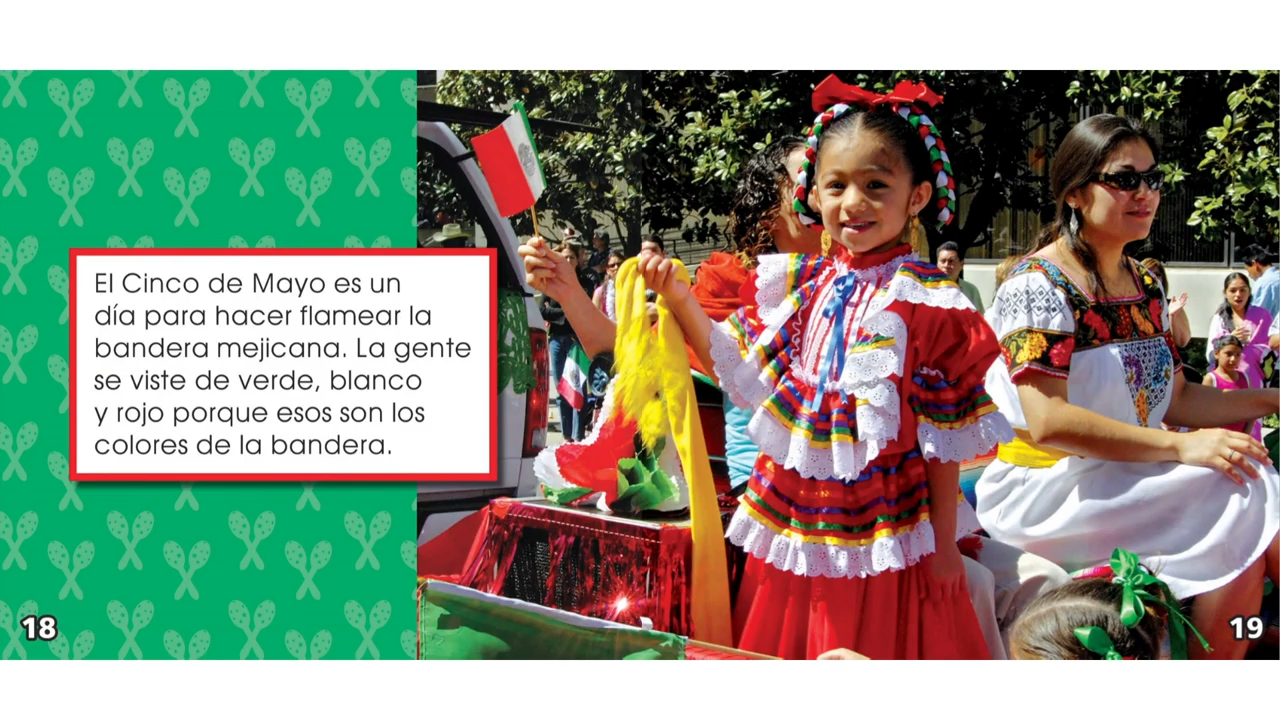 El Cinco de Mayo es un
día para hacer flamear la
bandera mejicana. La gente
se viste de verde, blanco
y rojo porque esos son los
colores de la bandera.
18
19